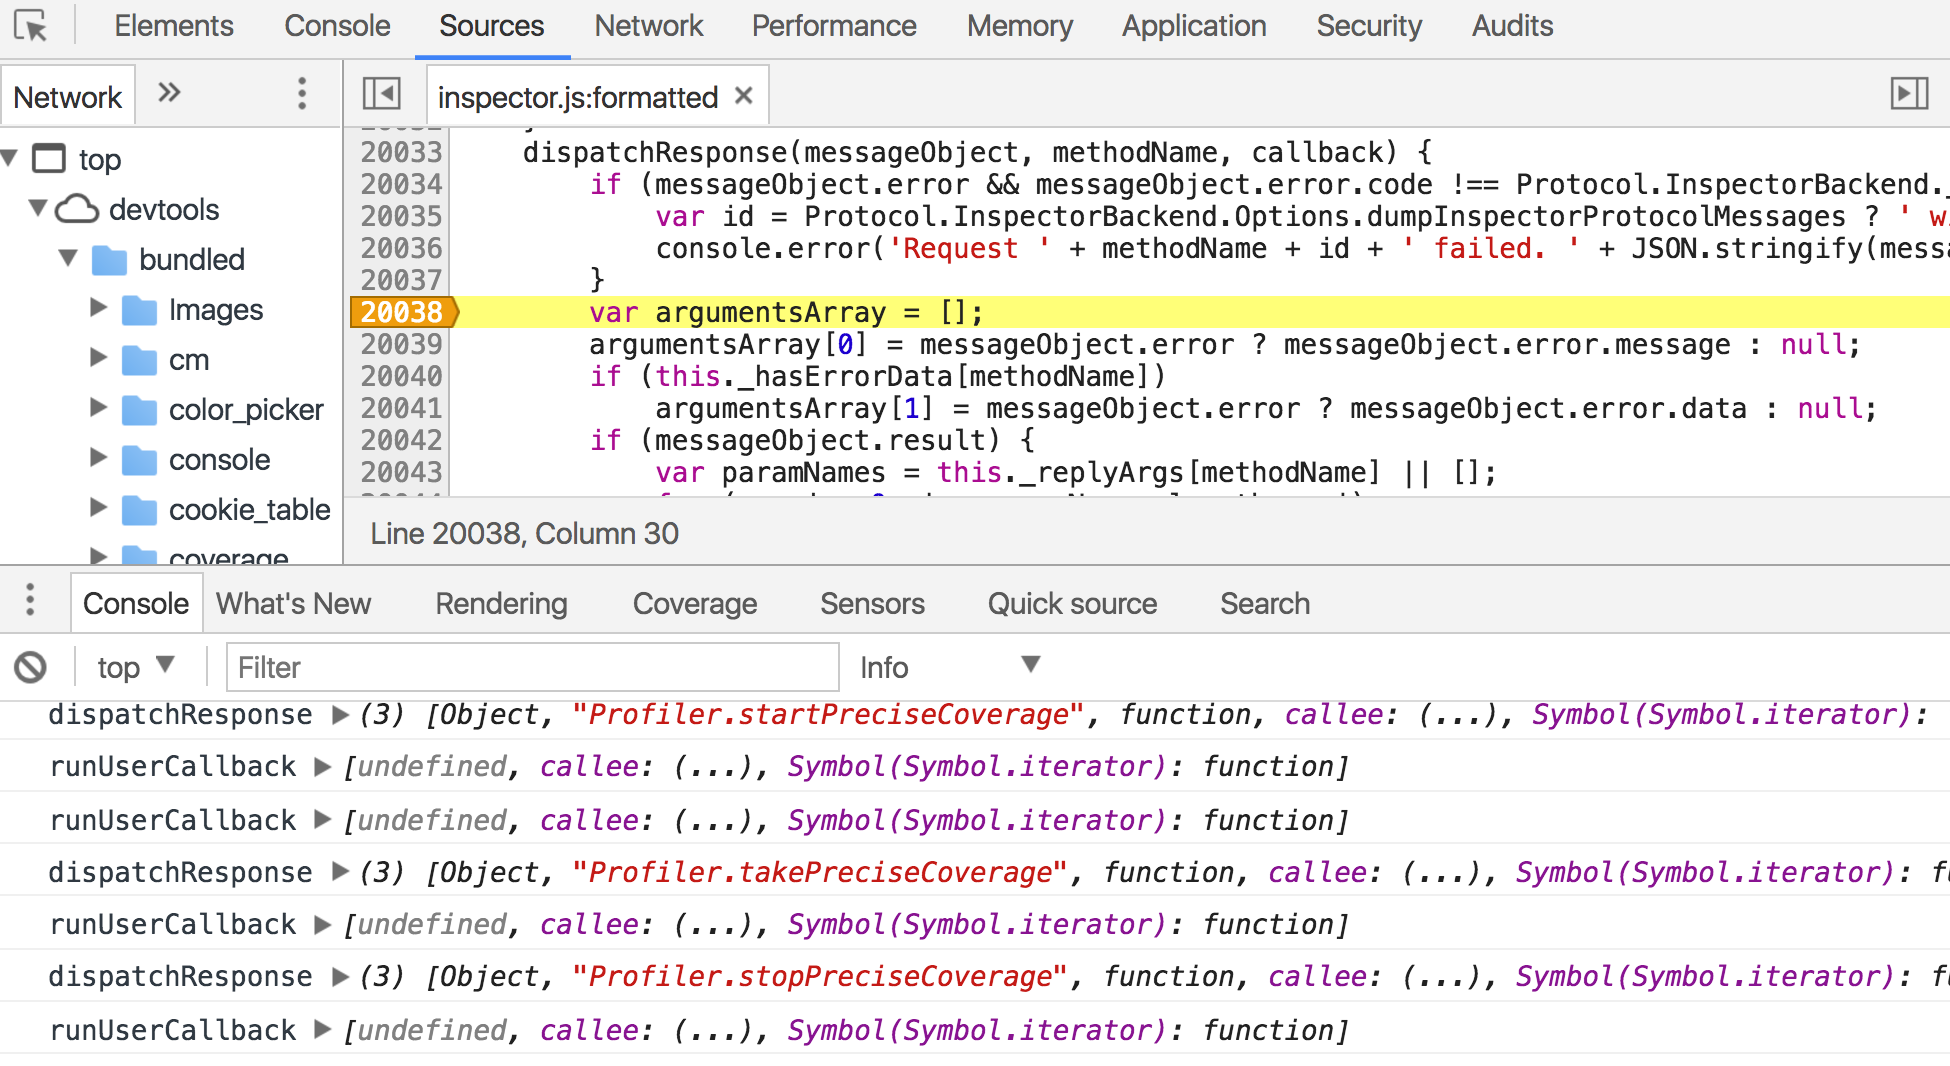 Elements Console Sources Network Performance Memory Application Security Audits
Network » inspector.js:formatted ×
top
devtools
bundled
Images
cm
color_picker
console
cookie_table
coverage
20033 dispatchResponse(messageObject, methodName, callback) {
20034 if (messageObject.error && messageObject.error.code !== Protocol.InspectorBackend._
20035 var id = Protocol.InspectorBackend.Options.dumpInspectorProtocolMessages ? ' w
20036 console.error('Request ' + methodName + id + ' failed. ' + JSON.stringify(messa
20037 }
20038 var argumentsArray = [];
20039 argumentsArray[0] = messageObject.error ? messageObject.error.message : null;
20040 if (this._hasErrorData[methodName])
20041 argumentsArray[1] = messageObject.error ? messageObject.error.data : null;
20042 if (messageObject.result) {
20043 var paramNames = this._replyArgs[methodName] || [];
Line 20038, Column 30
Console What's New Rendering Coverage Sensors Quick source Search
top ▼ Filter Info ▼
dispatchResponse ▶ (3) [Object, "Profiler.startPreciseCoverage", function, callee: (...), Symbol(Symbol.iterator):
runUserCallback ▶ [undefined, callee: (...), Symbol(Symbol.iterator): function]
runUserCallback ▶ [undefined, callee: (...), Symbol(Symbol.iterator): function]
dispatchResponse ▶ (3) [Object, "Profiler.takePreciseCoverage", function, callee: (...), Symbol(Symbol.iterator): fu
runUserCallback ▶ [undefined, callee: (...), Symbol(Symbol.iterator): function]
dispatchResponse ▶ (3) [Object, "Profiler.stopPreciseCoverage", function, callee: (...), Symbol(Symbol.iterator): fu
runUserCallback ▶ [undefined, callee: (...), Symbol(Symbol.iterator): function]